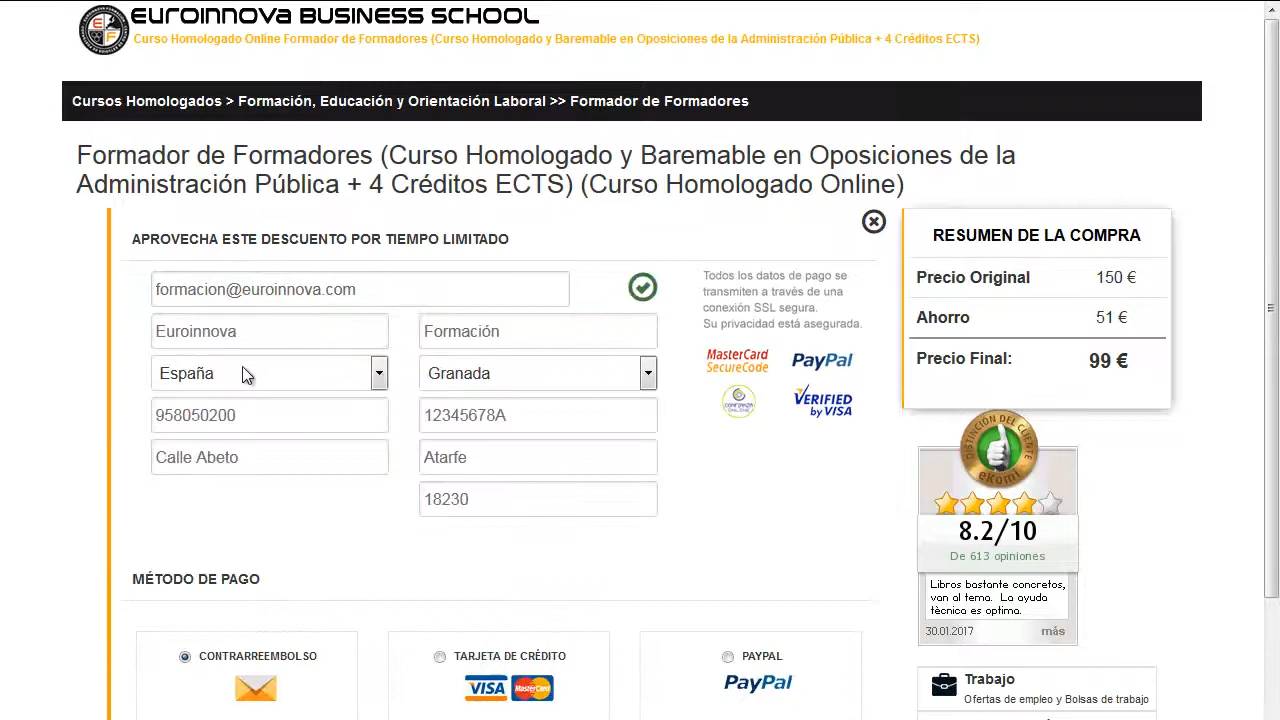 EUROINNOVA BUSINESS SCHOOL
Curso Homologado Online Formador de Formadores (Curso Homologado y Baremable en Oposiciones de la Administración Pública + 4 Créditos ECTS)
Cursos Homologados > Formación, Educación y Orientación Laboral >> Formador de Formadores
Formador de Formadores (Curso Homologado y Baremable en Oposiciones de la
Administración Pública + 4 Créditos ECTS) (Curso Homologado Online)
APROVECHA ESTE DESCUENTO POR TIEMPO LIMITADO
formacion@euroinnova.com
Euroinnova
Formación
España
Granada
958050200
12345678A
Calle Abeto
Atarfe
18230
Todos los datos de pago se
transmiten a través de una
conexión SSL segura.
Su privacidad está asegurada.
MasterCard
SecureCode
PayPal
CONFIANZA
ONLINE
VERIFIED
by VISA
MÉTODO DE PAGO
CONTRARREEMBOLSO
TARJETA DE CRÉDITO
VISA
MasterCard
PAYPAL
PayPal
RESUMEN DE LA COMPRA
Precio Original 150 €
Ahorro 51 €
Precio Final: 99 €
DISTINCIÓN DEL CLIENTE
eKomi
8.2/10
De 613 opiniones
Libros bastante concretos,
van al tema. La ayuda
tècnica es optima.
30.01.2017 más
Trabajo
Ofertas de empleo y Bolsas de trabajo